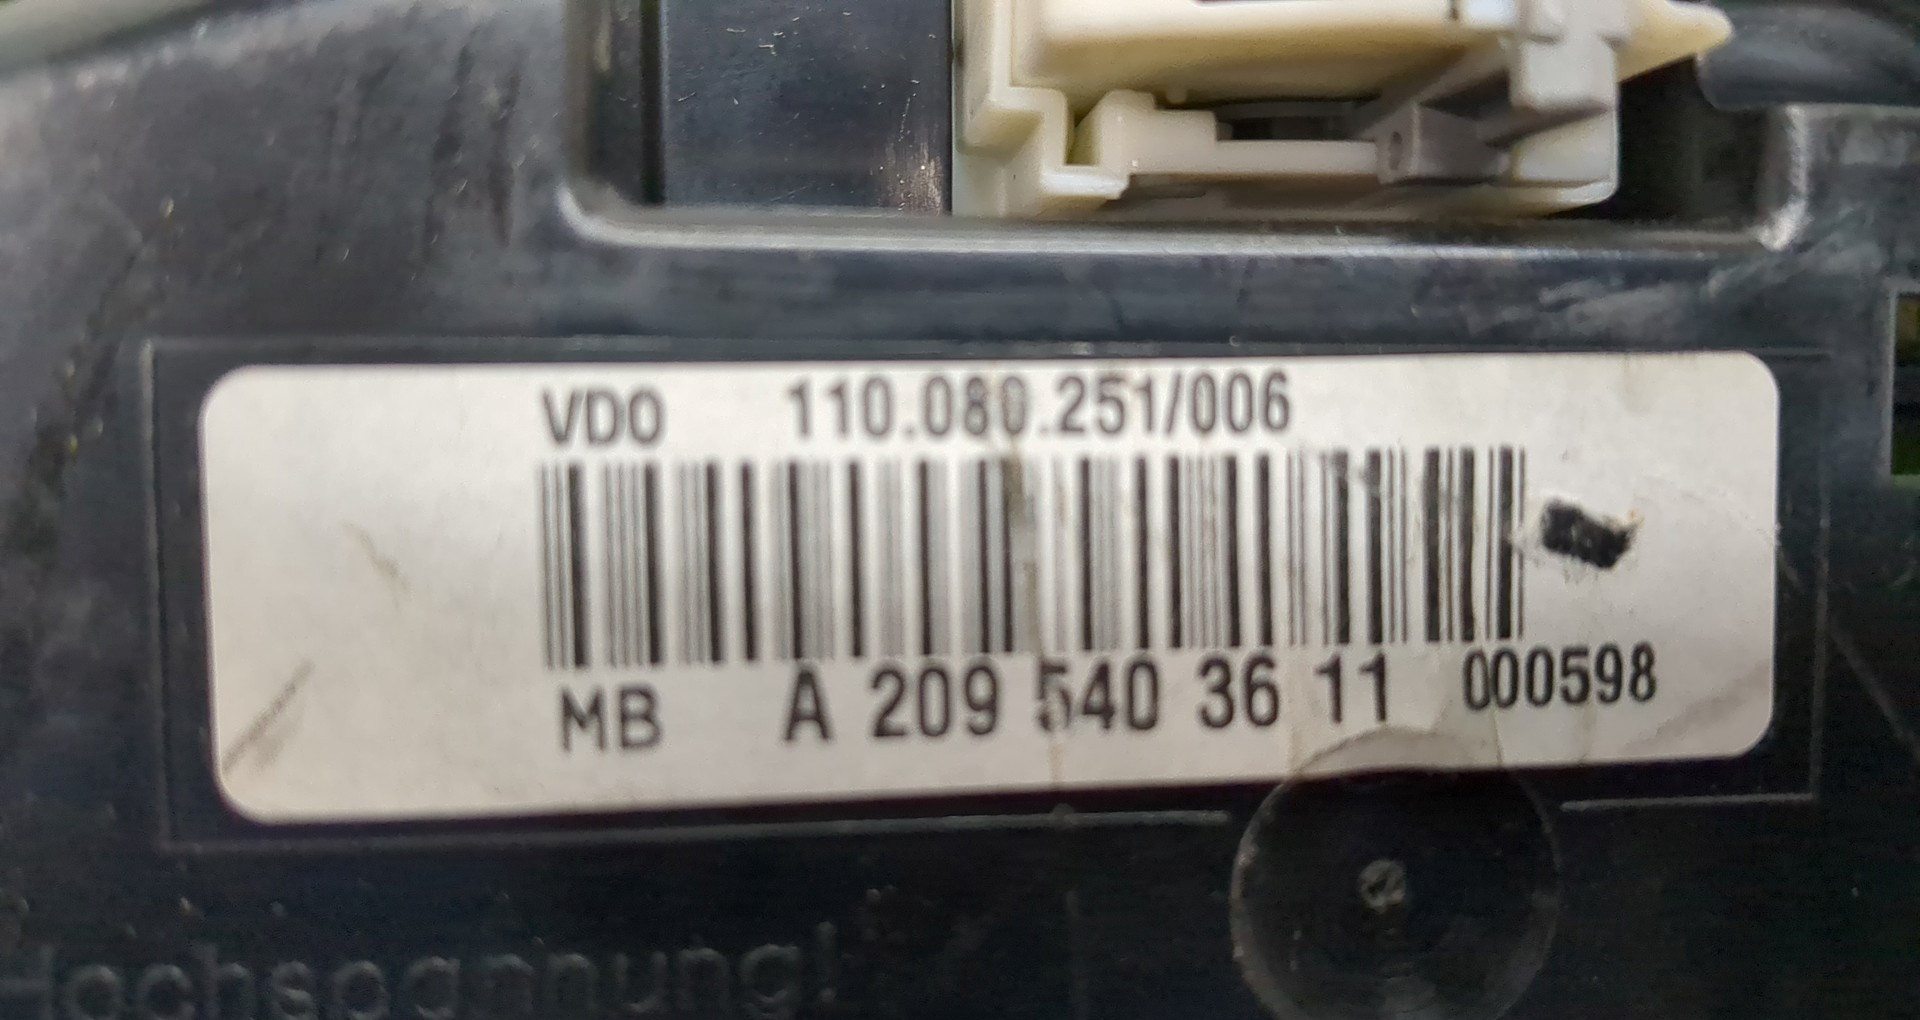 VDO 110.080.251/006
MB A 209 540 36 11 000598
Hochspannung!